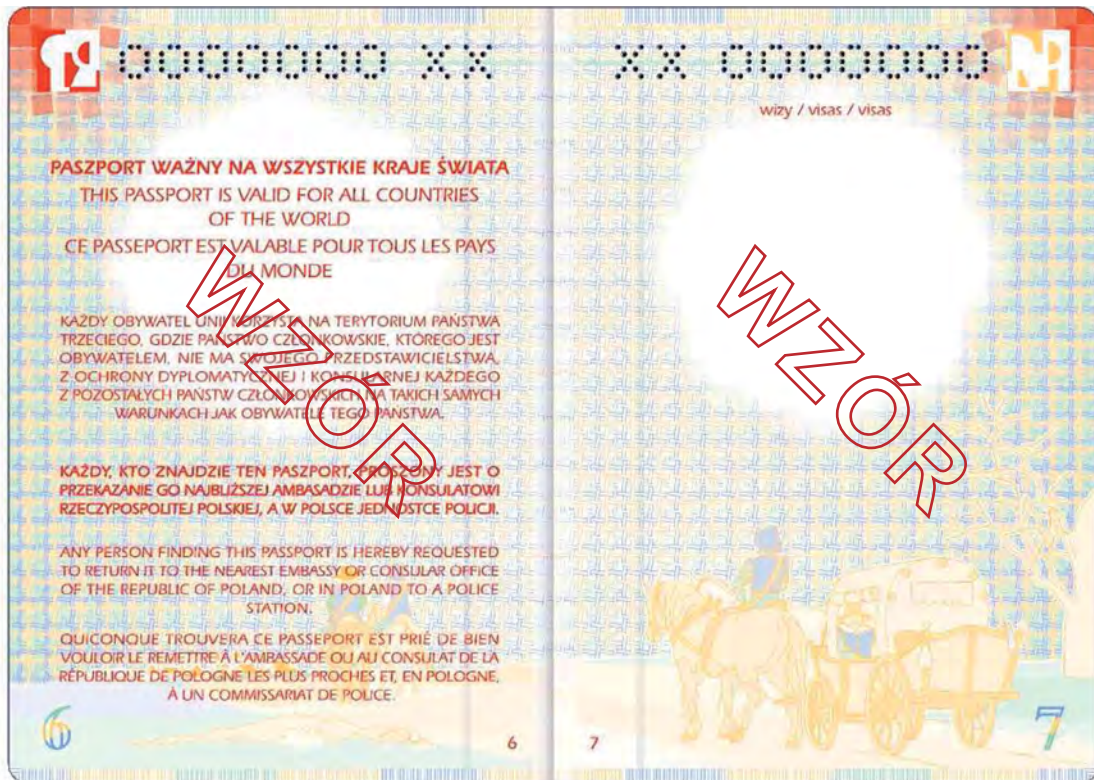 0000000 XX
PASZPORT WAŻNY NA WSZYSTKIE KRAJE ŚWIATA
THIS PASSPORT IS VALID FOR ALL COUNTRIES
OF THE WORLD
CE PASSEPORT EST VALABLE POUR TOUS LES PAYS
DU MONDE
KAŻDY OBYWATEL UNII KORZYSTA NA TERYTORIUM PAŃSTWA
TRZECIEGO, GDZIE PAŃSTWO CZŁONKOWSKIE, KTÓREGO JEST
OBYWATELEM, NIE MA SWOJEGO PRZEDSTAWICIELSTWA,
Z OCHRONY DYPLOMATYCZNEJ I KONSULARNEJ KAŻDEGO
Z POZOSTAŁYCH PAŃSTW CZŁONKOWSKICH NA TAKICH SAMYCH
WARUNKACH JAK OBYWATELE TEGO PAŃSTWA.
KAŻDY, KTO ZNAJDZIE TEN PASZPORT, PROSZONY JEST O
PRZEKAZANIE GO NAJBLIŻSZEJ AMBASADZIE LUB KONSULATOWI
RZECZYPOSPOLITEJ POLSKIEJ, A W POLSCE JEDNOSTCE POLICJI.
ANY PERSON FINDING THIS PASSPORT IS HEREBY REQUESTED
TO RETURN IT TO THE NEAREST EMBASSY OR CONSULAR OFFICE
OF THE REPUBLIC OF POLAND, OR IN POLAND TO A POLICE
STATION.
QUICONQUE TROUVERA CE PASSEPORT EST PRIÉ DE BIEN
VOULOIR LE REMETTRE À L'AMBASSADE OU AU CONSULAT DE LA
RÉPUBLIQUE DE POLOGNE LES PLUS PROCHES ET, EN POLOGNE,
À UN COMMISSARIAT DE POLICE.
WZÓR
6
6
XX 0000000
wizy / visas / visas
WZÓR
7
7